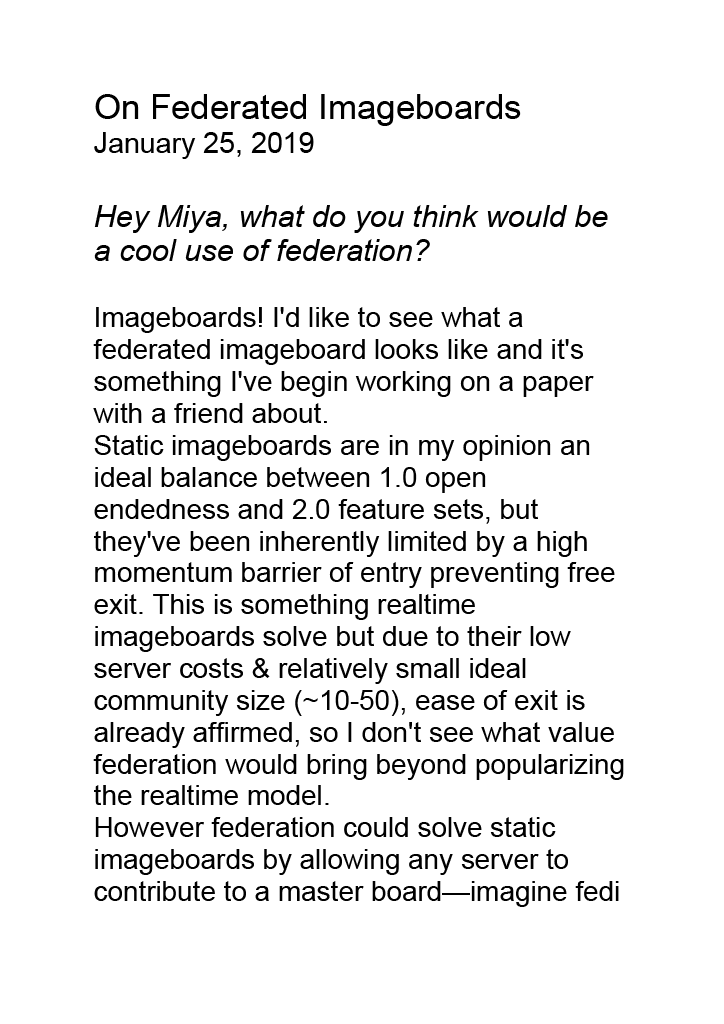 On Federated Imageboards
January 25, 2019
Hey Miya, what do you think would be
a cool use of federation?
Imageboards! I'd like to see what a
federated imageboard looks like and it's
something I've begin working on a paper
with a friend about.
Static imageboards are in my opinion an
ideal balance between 1.0 open
endedness and 2.0 feature sets, but
they've been inherently limited by a high
momentum barrier of entry preventing free
exit. This is something realtime
imageboards solve but due to their low
server costs & relatively small ideal
community size (~10-50), ease of exit is
already affirmed, so I don't see what value
federation would bring beyond popularizing
the realtime model.
However federation could solve static
imageboards by allowing any server to
contribute to a master board—imagine fedi